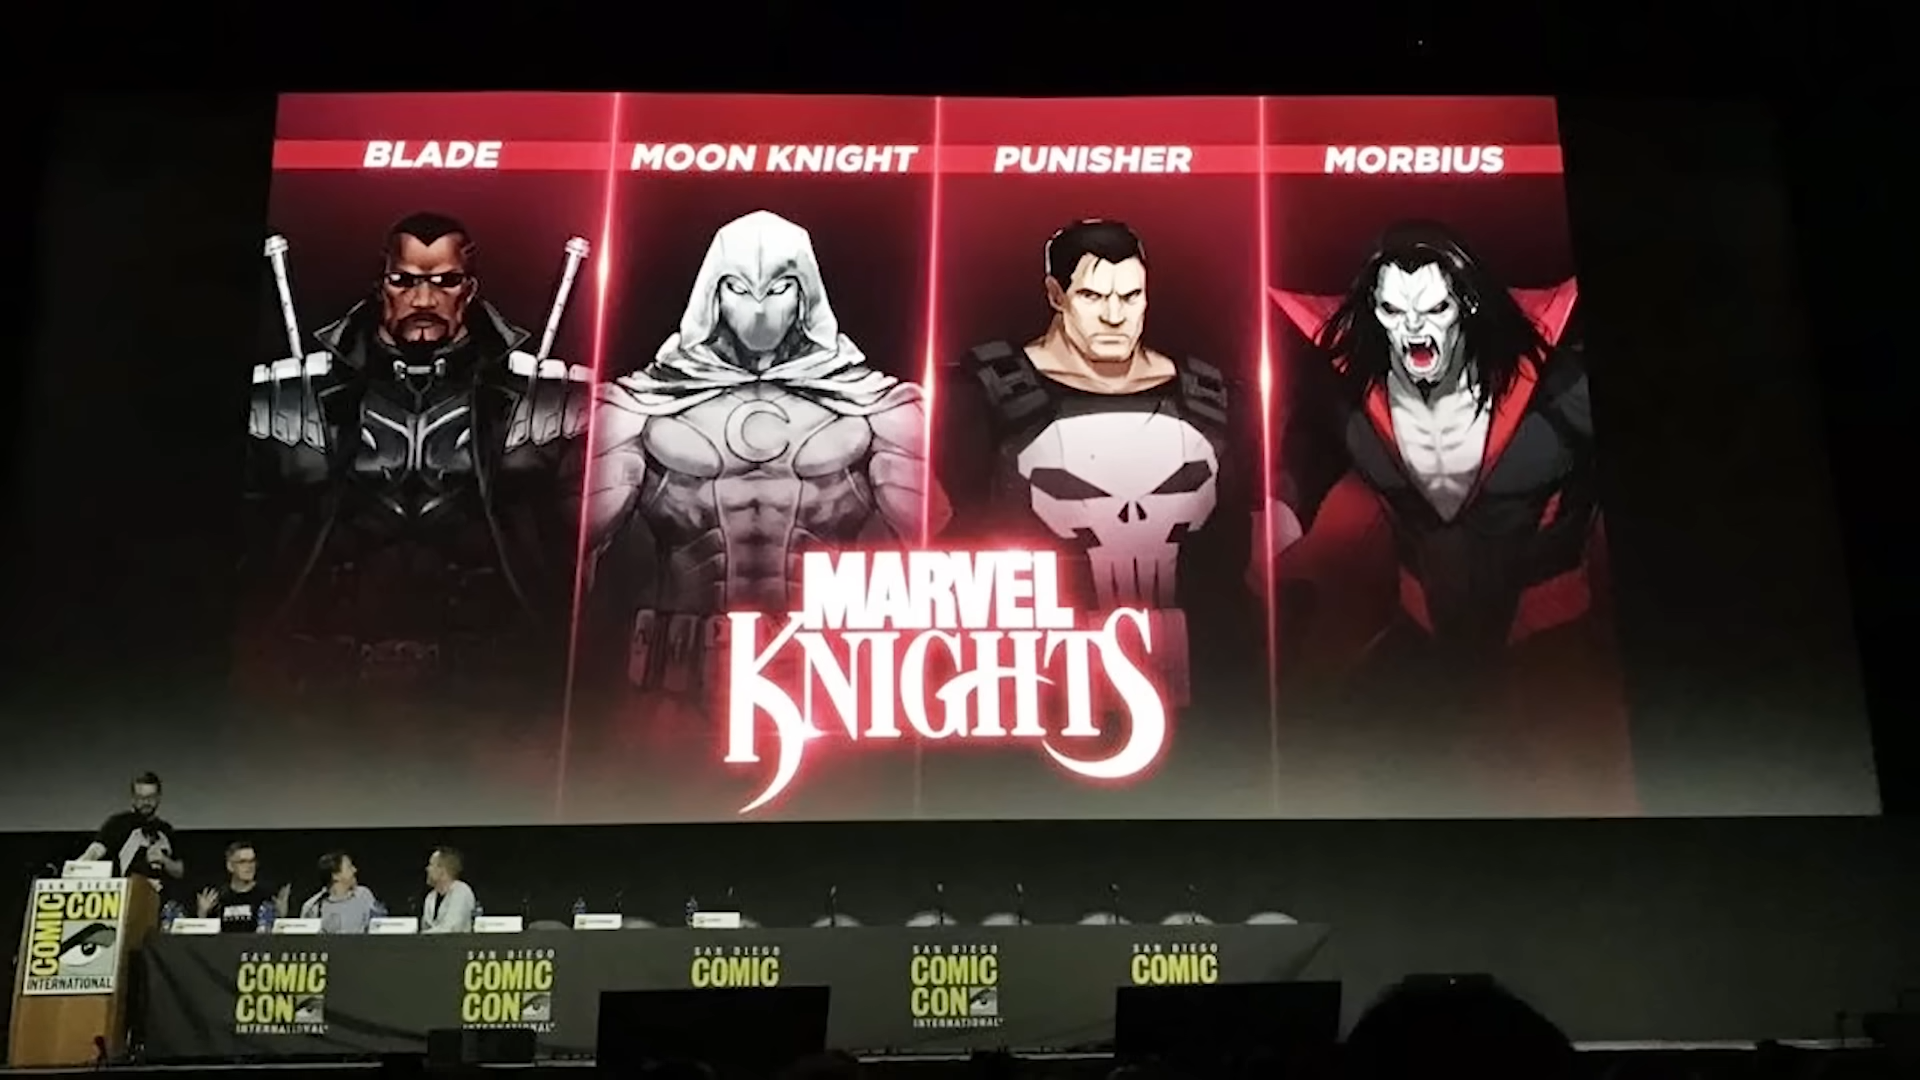 BLADE
MOON KNIGHT
PUNISHER
MORBIUS
MARVEL
KNIGHTS
SAN DIEGO
COMIC
CON
INTERNATIONAL
MARVEL
SAN DIEGO
COMIC
CON
INTERNATIONAL
SAN DIEGO
COMIC
CON
INTERNATIONAL
SAN DIEGO
COMIC
SAN DIEGO
COMIC
CON
INTERNATIONAL
SAN DIEGO
COMIC